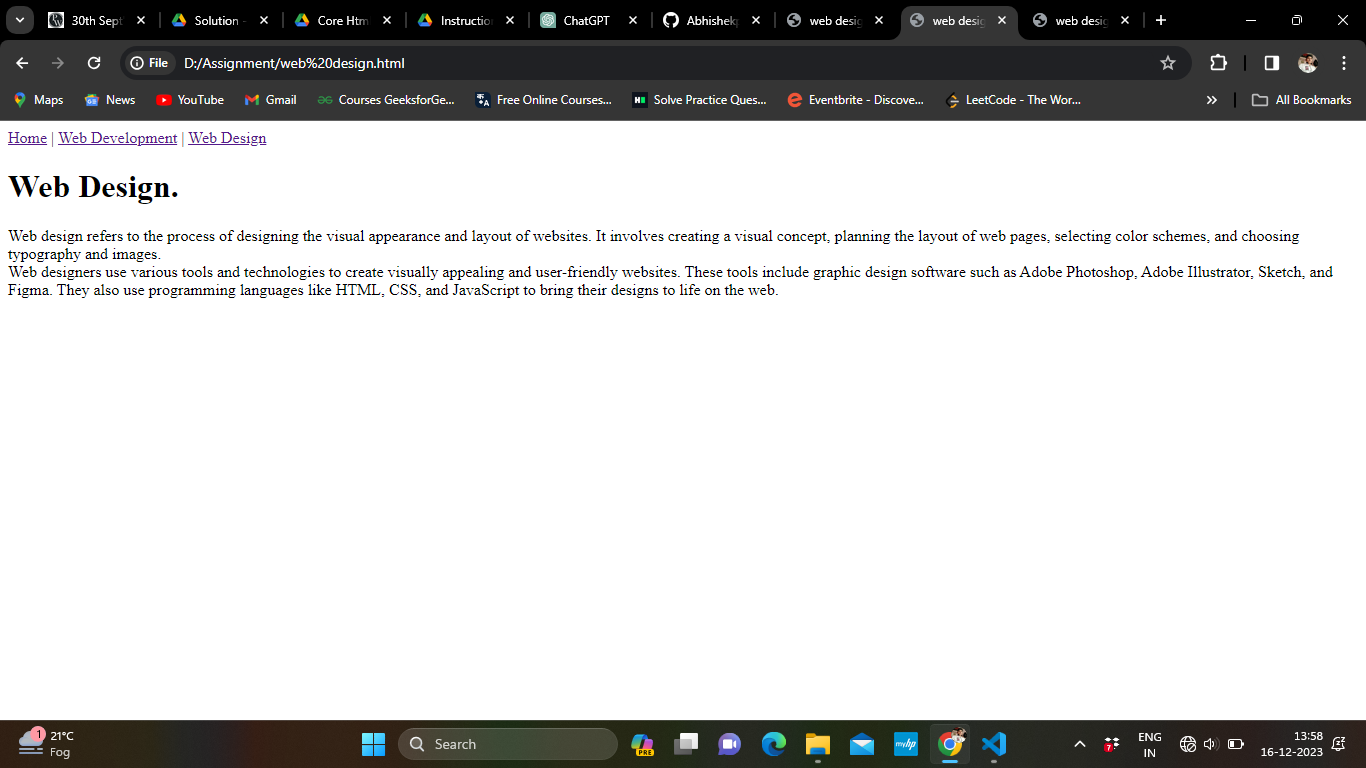 30th Sept
Solution -
Core Htm
Instructio
ChatGPT
Abhishek
web desig
web desig
web desig
File
D:/Assignment/web%20design.html
Maps
News
YouTube
Gmail
Courses GeeksforGe...
Free Online Courses...
Solve Practice Ques...
Eventbrite - Discove...
LeetCode - The Wor...
All Bookmarks
Home | Web Development | Web Design
Web Design.
Web design refers to the process of designing the visual appearance and layout of websites. It involves creating a visual concept, planning the layout of web pages, selecting color schemes, and choosing
typography and images.
Web designers use various tools and technologies to create visually appealing and user-friendly websites. These tools include graphic design software such as Adobe Photoshop, Adobe Illustrator, Sketch, and
Figma. They also use programming languages like HTML, CSS, and JavaScript to bring their designs to life on the web.
1
21°C
Fog
Search
PRE
myhp
7
ENG
IN
13:58
16-12-2023